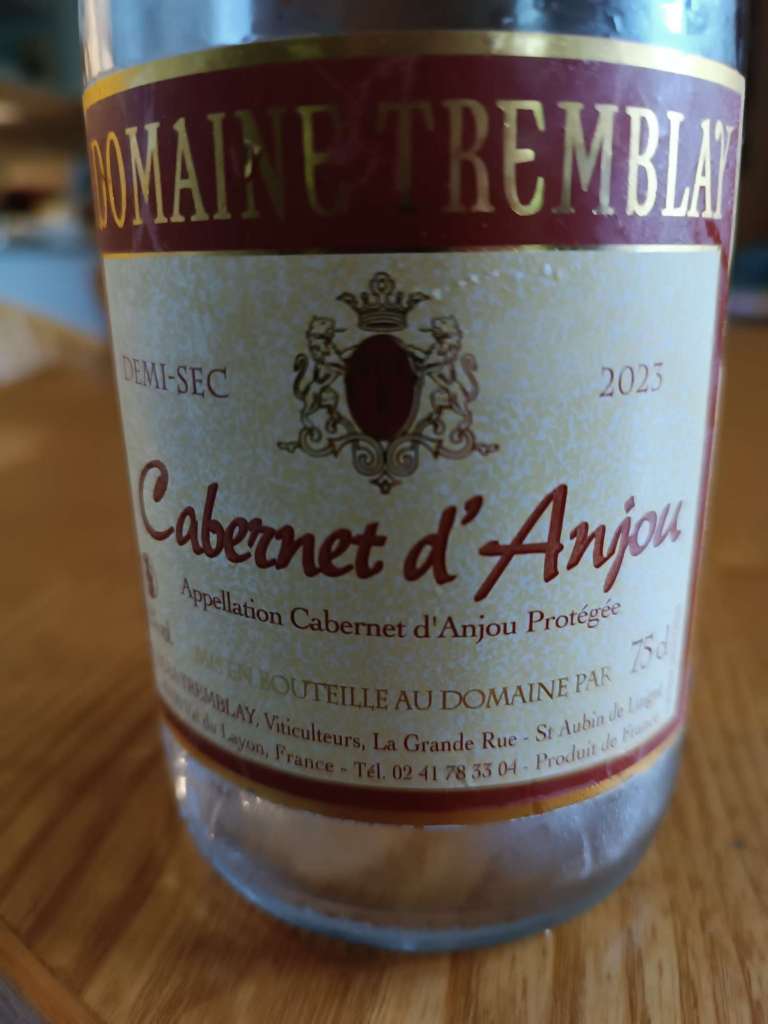 DOMAINE TREMBLAY
DEMI-SEC
2023
Cabernet d'Anjou
Appellation Cabernet d'Anjou Protégée
75 cl
MIS EN BOUTEILLE AU DOMAINE PAR
TREMBLAY, Viticulteurs, La Grande Rue - St Aubin de Luigné
Val du Layon, France - Tél. 02 41 78 33 04 - Produit de France